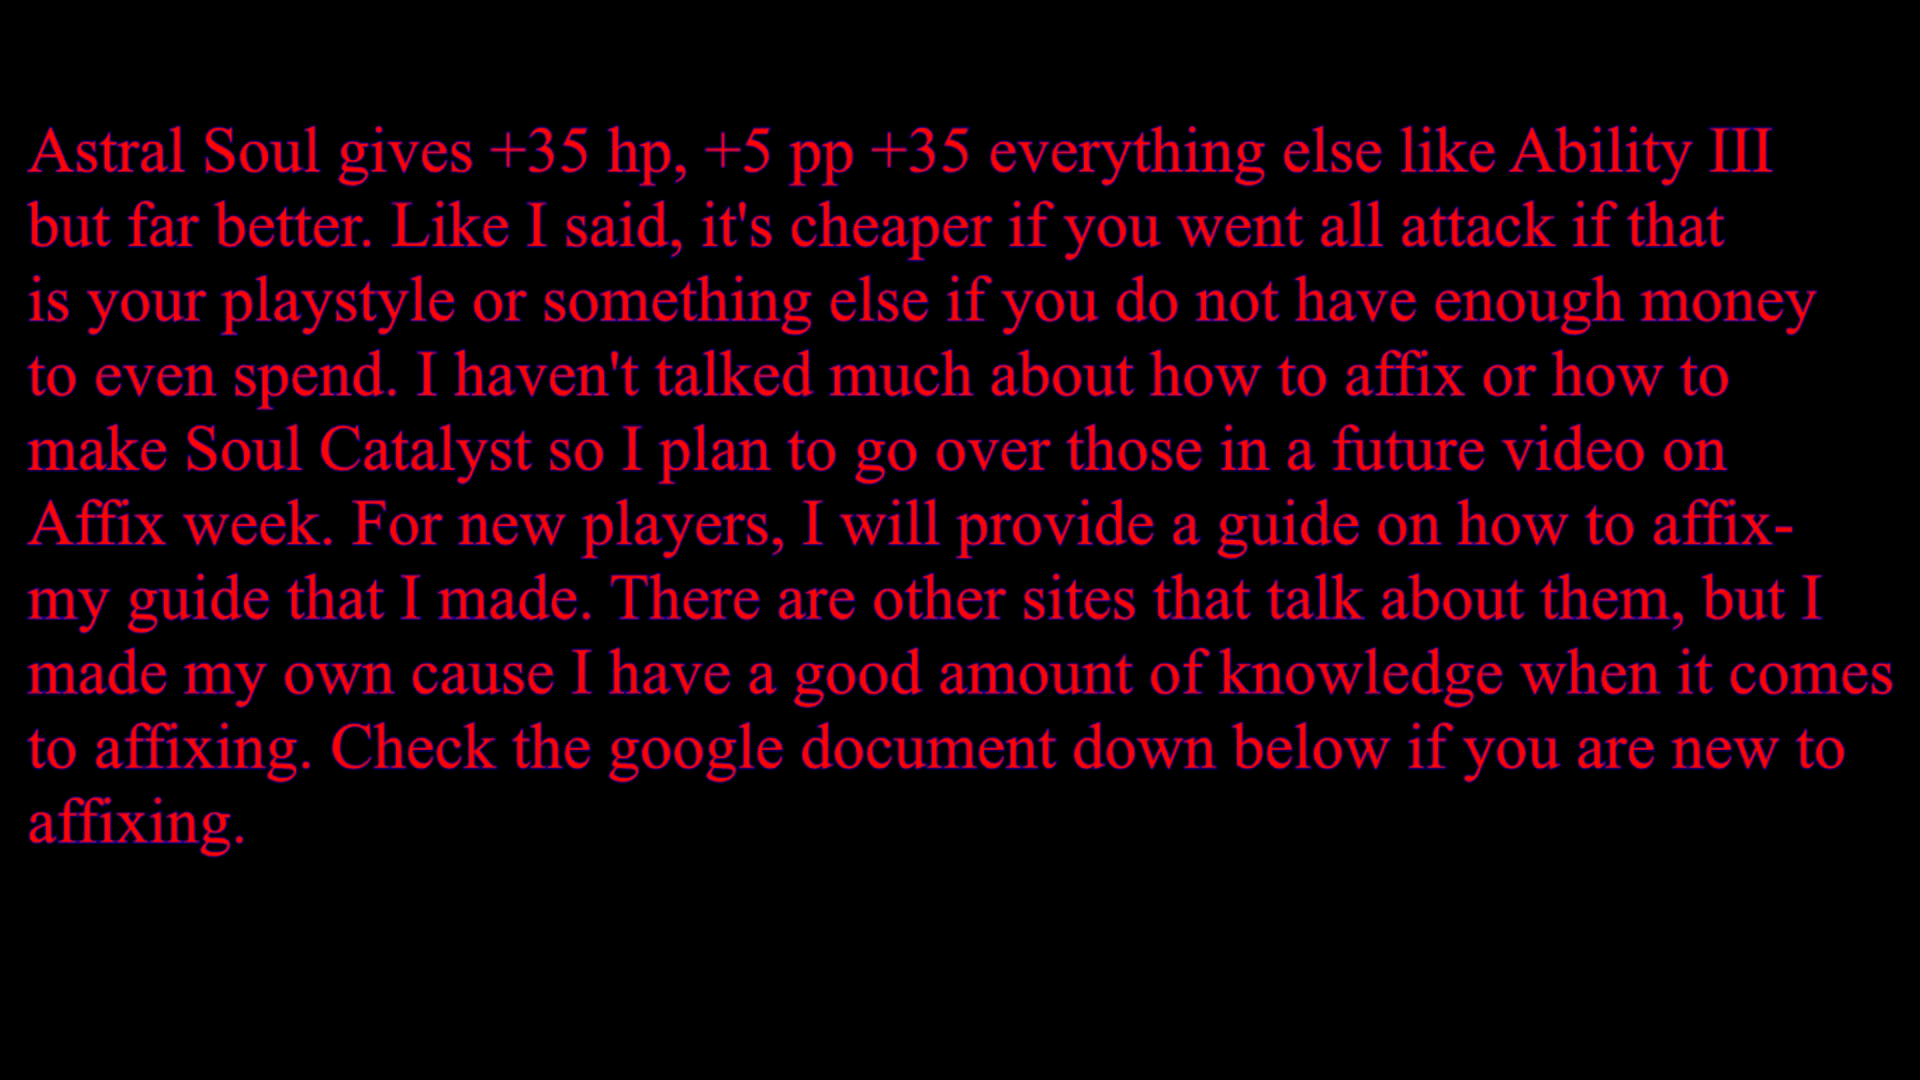 Astral Soul gives +35 hp, +5 pp +35 everything else like Ability III
but far better. Like I said, it's cheaper if you went all attack if that
is your playstyle or something else if you do not have enough money
to even spend. I haven't talked much about how to affix or how to
make Soul Catalyst so I plan to go over those in a future video on
Affix week. For new players, I will provide a guide on how to affix-
my guide that I made. There are other sites that talk about them, but I
made my own cause I have a good amount of knowledge when it comes
to affixing. Check the google document down below if you are new to
affixing.